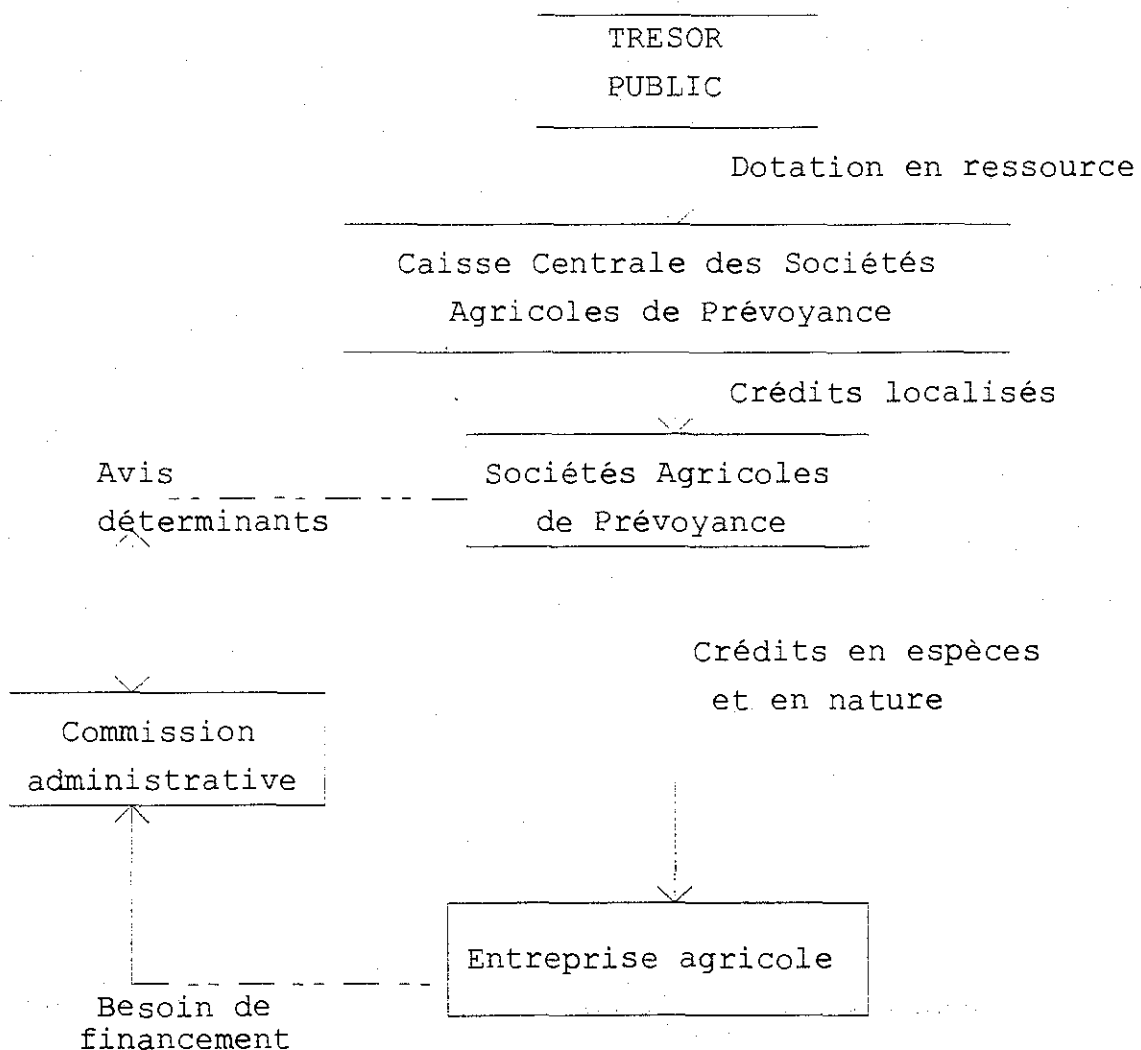 TRESOR
PUBLIC
Dotation en ressource
Caisse Centrale des Sociétés
Agricoles de Prévoyance
Crédits localisés
Avis
déterminants
Sociétés Agricoles
de Prévoyance
Crédits en espèces
et en nature
Commission
administrative
Entreprise agricole
Besoin de
financement